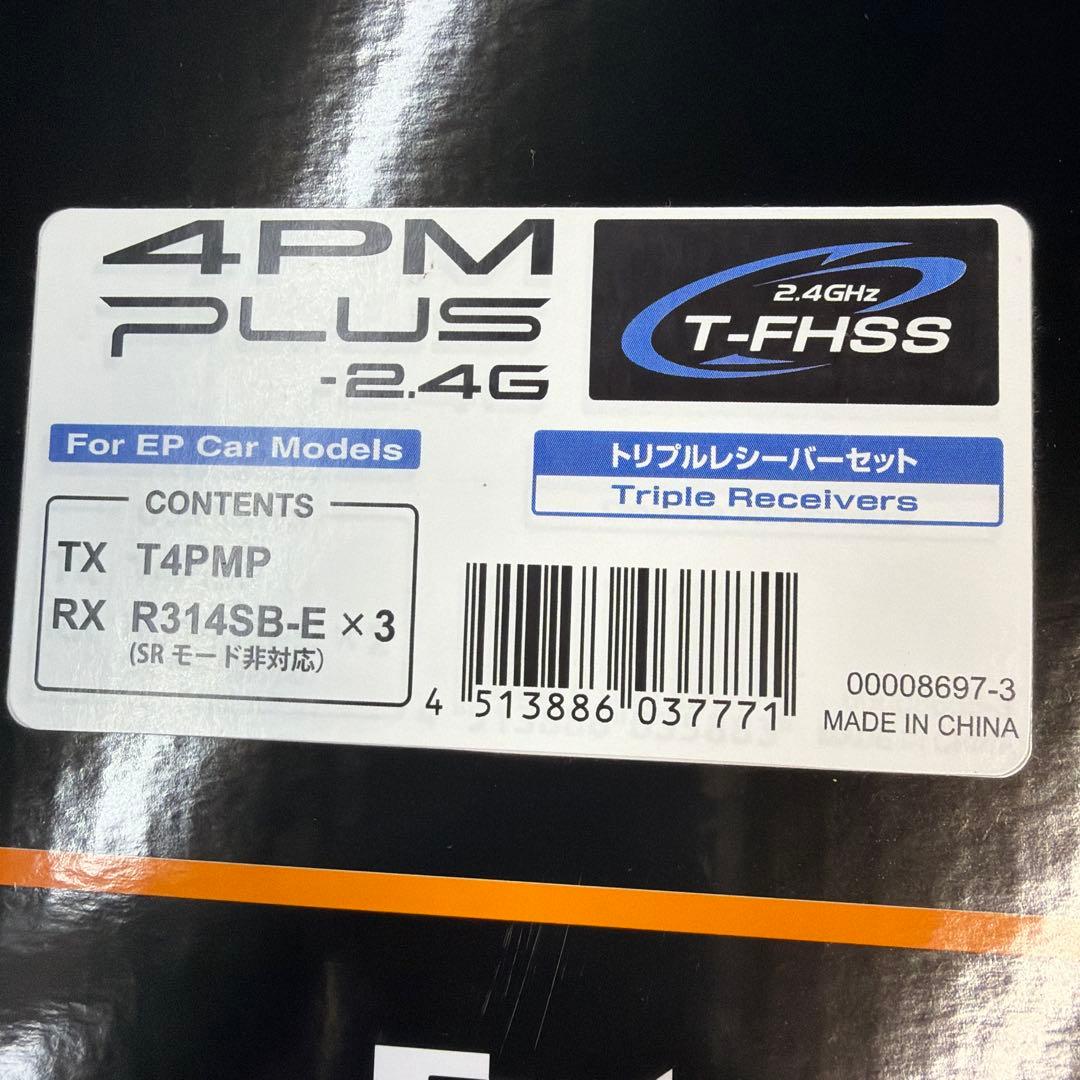 4PM
PLUS
-2.4G
2.4GHz
T-FHSS
For EP Car Models
トリプルレシーバーセット
Triple Receivers
CONTENTS
TX T4PMP
RX R314SB-E ×3
(SR モード非対応)
4 513886 037771
00008697-3
MADE IN CHINA